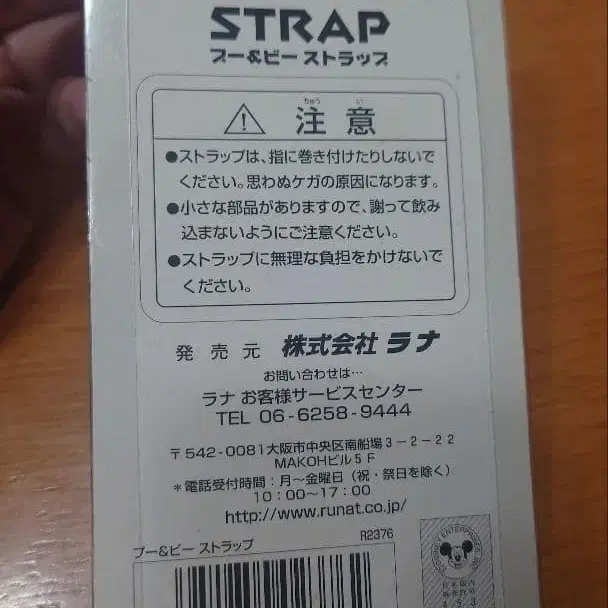 STRAP
プー&ビー ストラップ
ちゅう い
⚠ 注意
●ストラップは、指に巻き付けたりしないで
ください。思わぬケガの原因になります。
●小さな部品がありますので、謝って飲み
込まないようにご注意ください。
●ストラップに無理な負担をかけないで
ください。
発売元 株式会社 ラナ
お問い合わせは…
ラナ お客様サービスセンター
TEL 06-6258-9444
〒542-0081大阪市中央区南船場3-2-22
MAKOHビル5F
*電話受付時間:月~金曜日(祝・祭日を除く)
10:00~17:00
http://www.runat.co.jp/
プー&ビー ストラップ
R2376